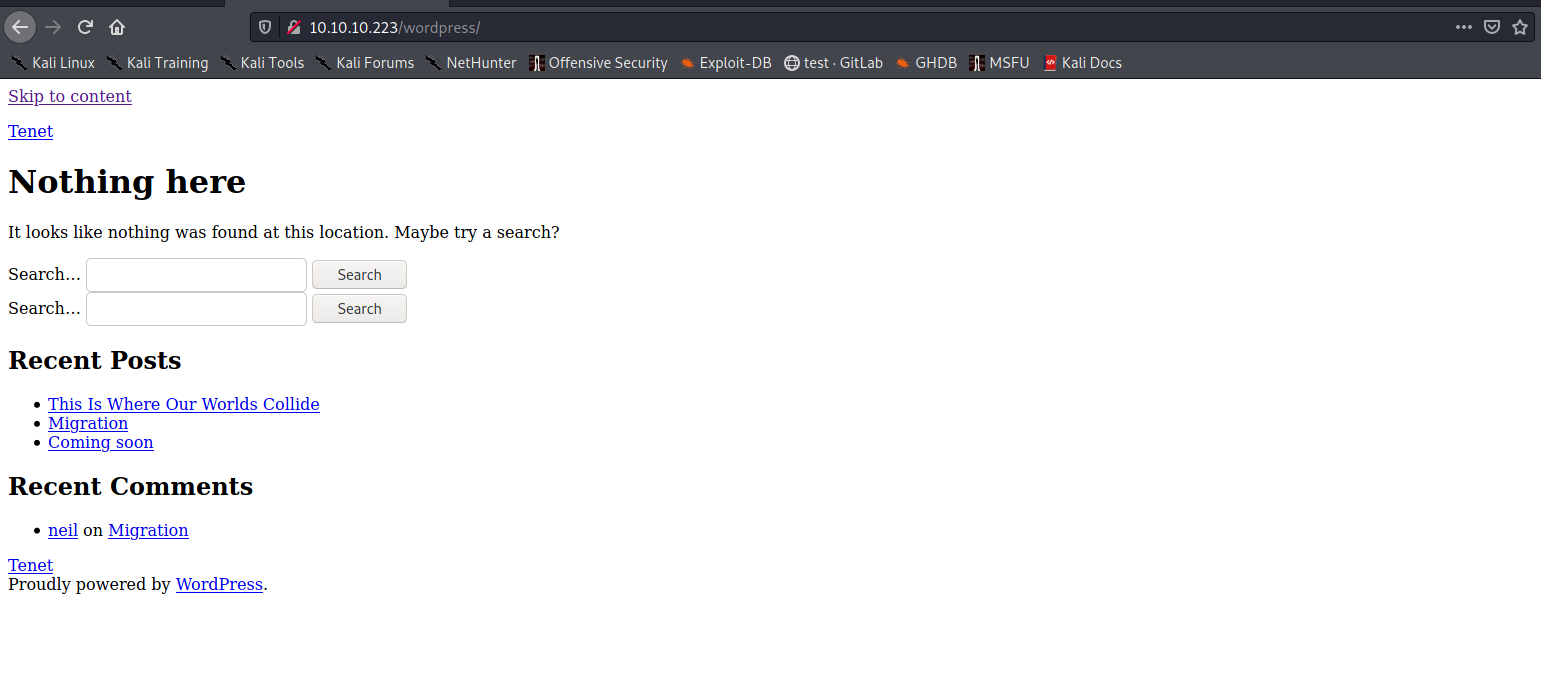 10.10.10.223/wordpress/
Kali Linux Kali Training Kali Tools Kali Forums NetHunter Offensive Security Exploit-DB test · GitLab GHDB MSFU Kali Docs
Skip to content
Tenet
Nothing here
It looks like nothing was found at this location. Maybe try a search?
Search… Search
Search… Search
Recent Posts
This Is Where Our Worlds Collide
Migration
Coming soon
Recent Comments
neil on Migration
Tenet
Proudly powered by WordPress.